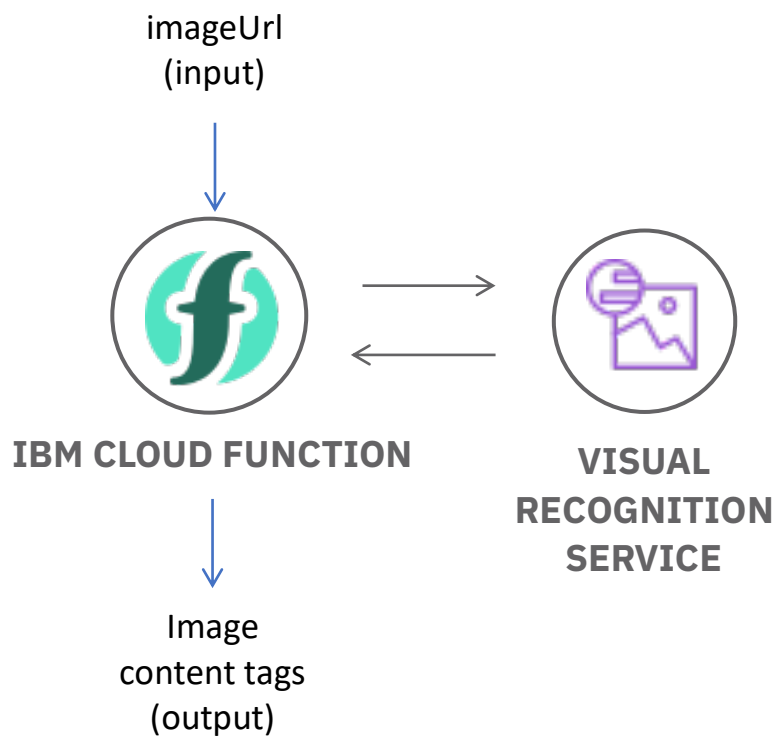 imageUrl
(input)
IBM CLOUD FUNCTION
VISUAL
RECOGNITION
SERVICE
Image
content tags
(output)